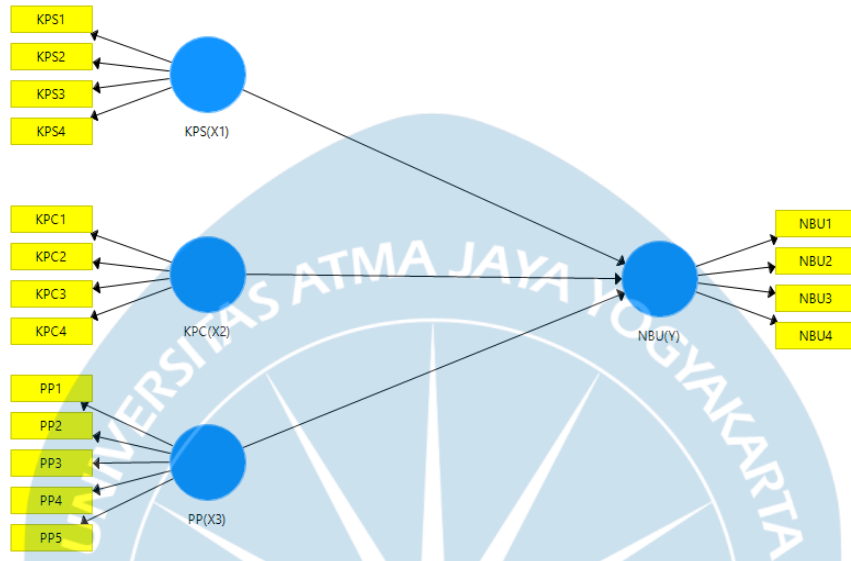 KPS1
KPS2
KPS3
KPS4
KPS(X1)
KPC1
KPC2
KPC3
KPC4
KPC(X2)
PP1
PP2
PP3
PP4
PP5
PP(X3)
NBU1
NBU2
NBU3
NBU4
NBU(Y)
UNIVERSITAS ATMA JAYA YOGYAKARTA